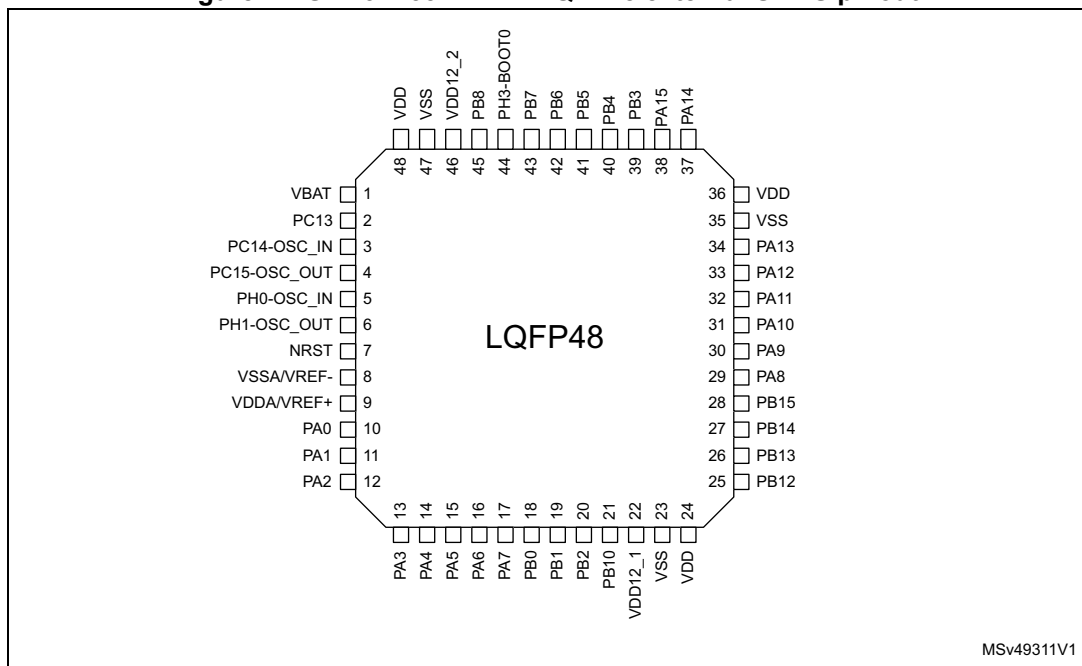 VDD
VSS
VDD12_2
PB8
PH3-BOOT0
PB7
PB6
PB5
PB4
PB3
PA15
PA14
48
47
46
45
44
43
42
41
40
39
38
37
VBAT 1
PC13 2
PC14-OSC_IN 3
PC15-OSC_OUT 4
PH0-OSC_IN 5
PH1-OSC_OUT 6
NRST 7
VSSA/VREF- 8
VDDA/VREF+ 9
PA0 10
PA1 11
PA2 12
LQFP48
36 VDD
35 VSS
34 PA13
33 PA12
32 PA11
31 PA10
30 PA9
29 PA8
28 PB15
27 PB14
26 PB13
25 PB12
13
14
15
16
17
18
19
20
21
22
23
24
PA3
PA4
PA5
PA6
PA7
PB0
PB1
PB2
PB10
VDD12_1
VSS
VDD
MSv49311V1